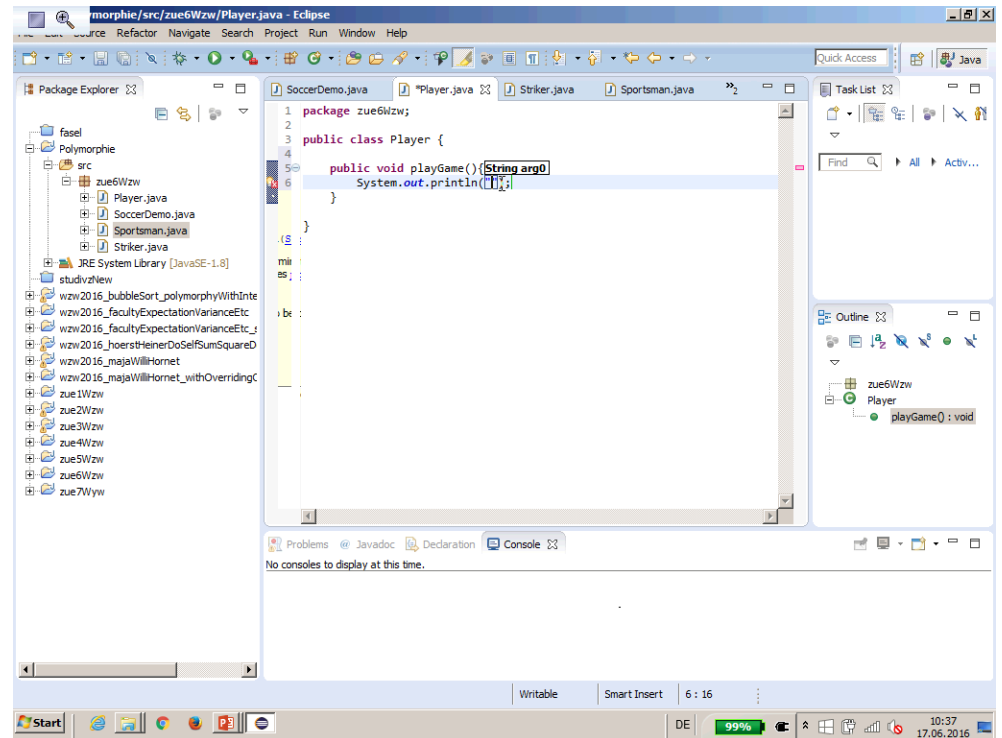 ymorphie/src/zue6Wzw/Player.java - Eclipse
Refactor Navigate Search Project Run Window Help
Quick Access
Java
Package Explorer
fasel
Polymorphie
src
zue6Wzw
Player.java
SoccerDemo.java
Sportsman.java
Striker.java
JRE System Library [JavaSE-1.8]
studivzNew
wzw2016_bubbleSort_polymorphyWithInte
wzw2016_facultyExpectationVarianceEtc
wzw2016_facultyExpectationVarianceEtc_s
wzw2016_hoerstHeinerDoSelfSumSquareD
wzw2016_majaWilliHornet
wzw2016_majaWilliHornet_withOverridingC
zue1Wzw
zue2Wzw
zue3Wzw
zue4Wzw
zue5Wzw
zue6Wzw
zue7Wyw
SoccerDemo.java *Player.java Striker.java Sportsman.java »2
1 package zue6Wzw;
2
3 public class Player {
4
5 public void playGame(){String arg0
6 System.out.println("");
}
}
Task List
Find All Activ...
Outline
zue6Wzw
Player
playGame() : void
Problems @ Javadoc Declaration Console
No consoles to display at this time.
Writable Smart Insert 6 : 16
Start
DE 99% 10:37
17.06.2016